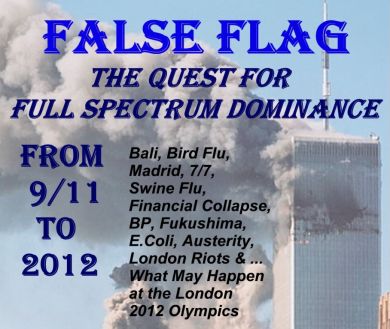 FALSE FLAG
THE QUEST FOR
FULL SPECTRUM DOMINANCE
FROM
9/11
TO
2012
Bali, Bird Flu,
Madrid, 7/7,
Swine Flu,
Financial Collapse,
BP, Fukushima,
E.Coli, Austerity,
London Riots & ...
What May Happen
at the London
2012 Olympics